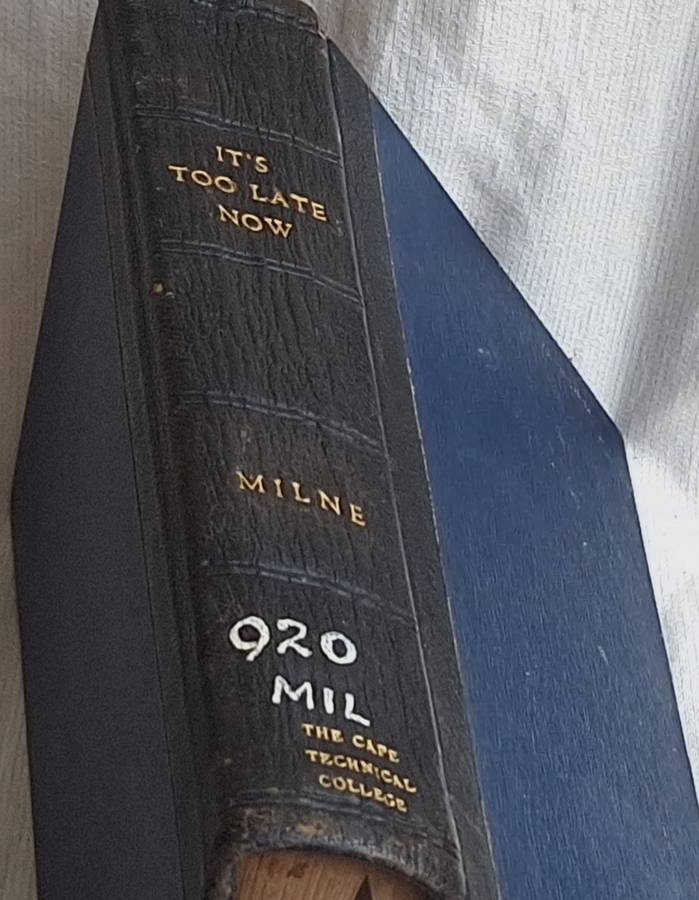 IT'S
TOO LATE
NOW
MILNE
920
MIL
THE CAPE
TECHNICAL
COLLEGE